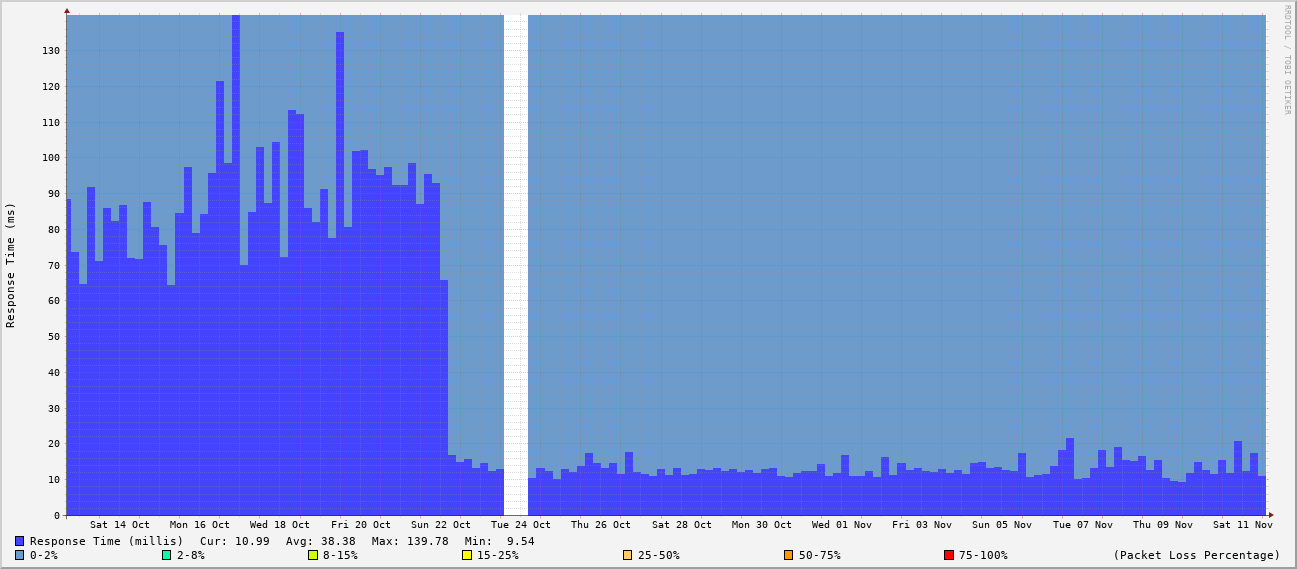 RRDTOOL / TOBI OETIKER
Response Time (ms)
130
120
110
100
90
80
70
60
50
40
30
20
10
0
Sat 14 Oct Mon 16 Oct Wed 18 Oct Fri 20 Oct Sun 22 Oct Tue 24 Oct Thu 26 Oct Sat 28 Oct Mon 30 Oct Wed 01 Nov Fri 03 Nov Sun 05 Nov Tue 07 Nov Thu 09 Nov Sat 11 Nov
Response Time (millis) Cur: 10.99 Avg: 38.38 Max: 139.78 Min: 9.54
0-2% 2-8% 8-15% 15-25% 25-50% 50-75% 75-100% (Packet Loss Percentage)